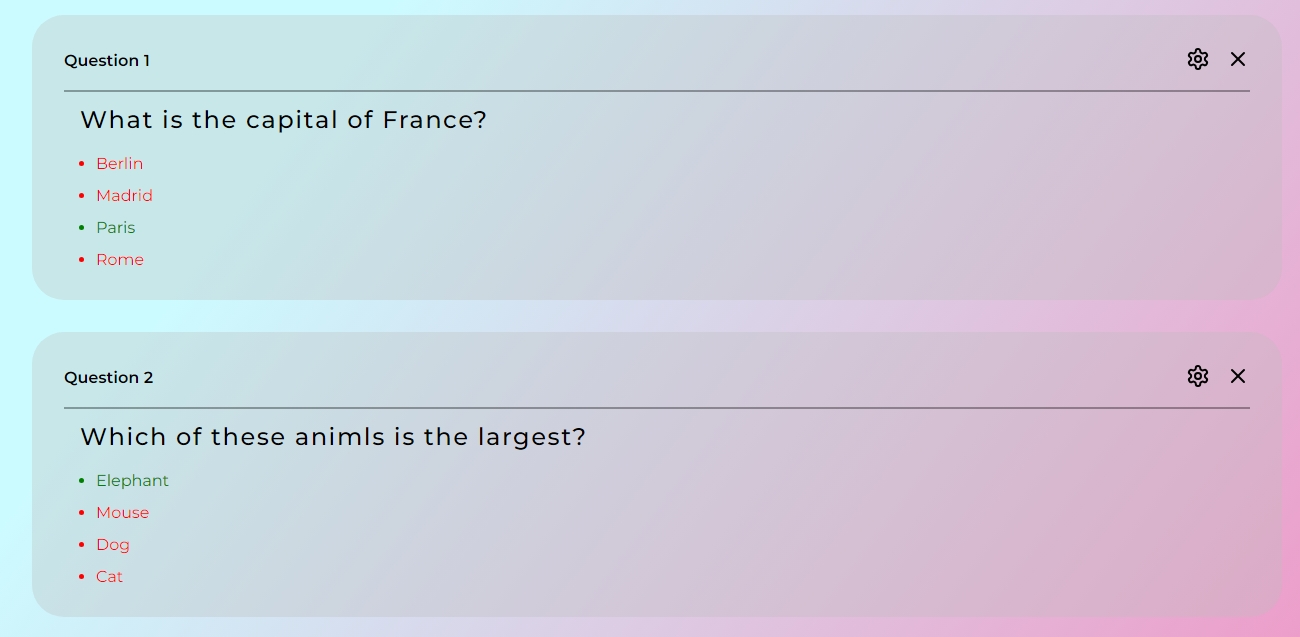 Question 1
What is the capital of France?
Berlin
Madrid
Paris
Rome
Question 2
Which of these animls is the largest?
Elephant
Mouse
Dog
Cat